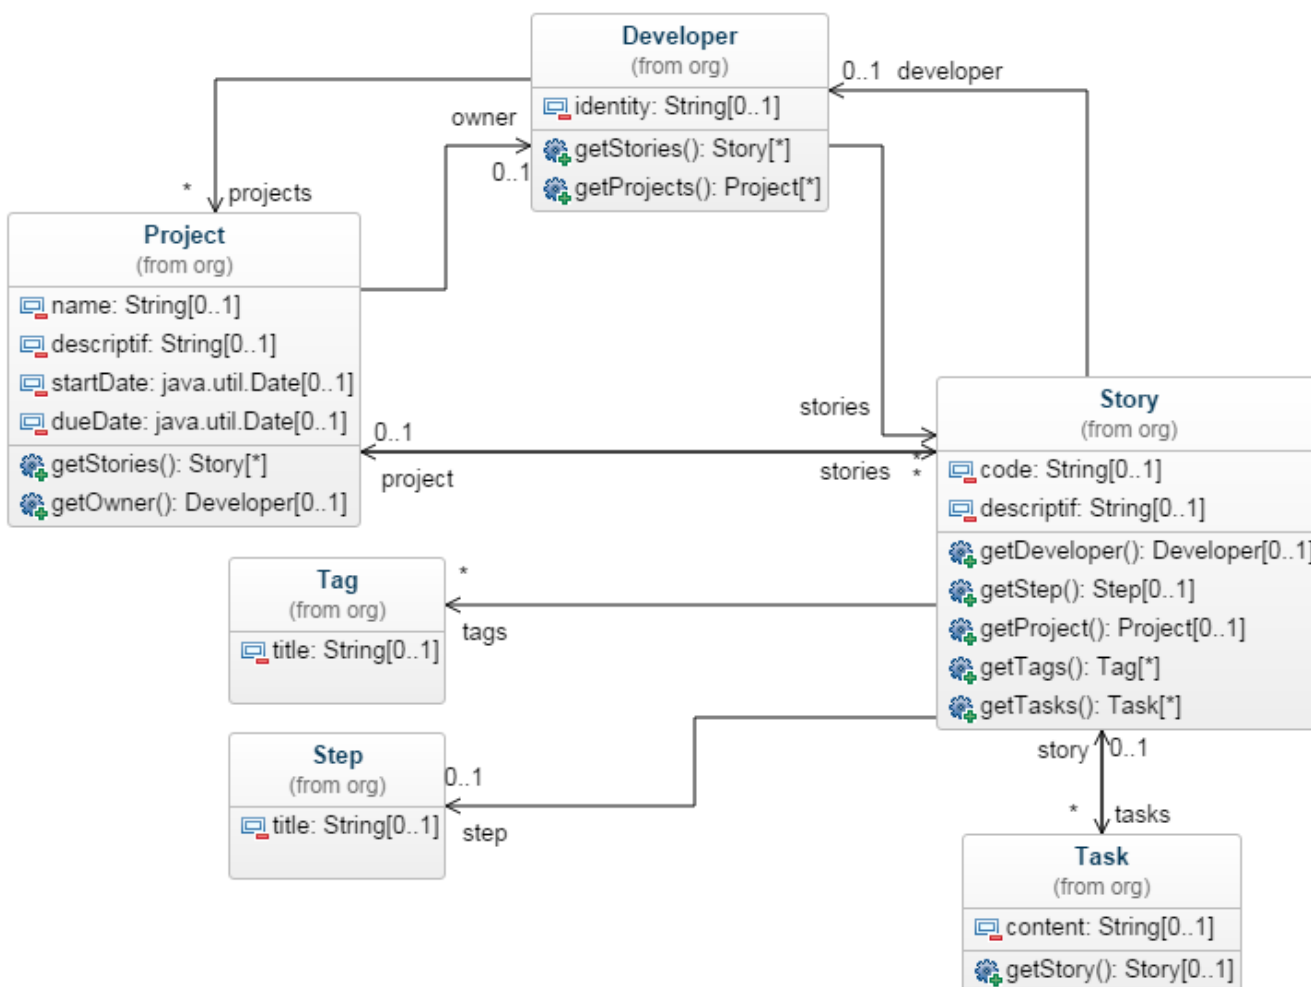 Developer
(from org)
identity: String[0..1]
getStories(): Story[*]
getProjects(): Project[*]
0..1 developer
owner
0..1
* projects
Project
(from org)
name: String[0..1]
descriptif: String[0..1]
startDate: java.util.Date[0..1]
dueDate: java.util.Date[0..1]
getStories(): Story[*]
getOwner(): Developer[0..1]
0..1
project
stories
*
stories
*
Story
(from org)
code: String[0..1]
descriptif: String[0..1]
getDeveloper(): Developer[0..1]
getStep(): Step[0..1]
getProject(): Project[0..1]
getTags(): Tag[*]
getTasks(): Task[*]
Tag
(from org)
title: String[0..1]
*
tags
Step
(from org)
title: String[0..1]
0..1
step
story 0..1
* tasks
Task
(from org)
content: String[0..1]
getStory(): Story[0..1]